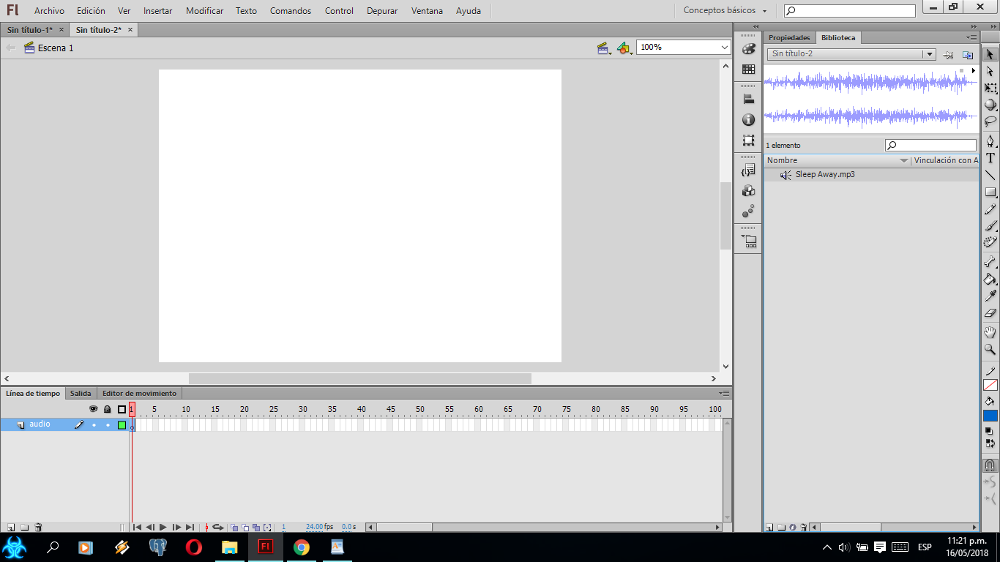 Fl Archivo Edición Ver Insertar Modificar Texto Comandos Control Depurar Ventana Ayuda Conceptos básicos
Sin título-1* Sin título-2*
Escena 1 100%
Propiedades Biblioteca
Sin título-2
1 elemento
Nombre Vinculación con A
Sleep Away.mp3
Línea de tiempo Salida Editor de movimiento
1 5 10 15 20 25 30 35 40 45 50 55 60 65 70 75 80 85 90 95 100
audio
1 24.00 fps 0.0 s
Fl ESP 11:21 p.m.
16/05/2018